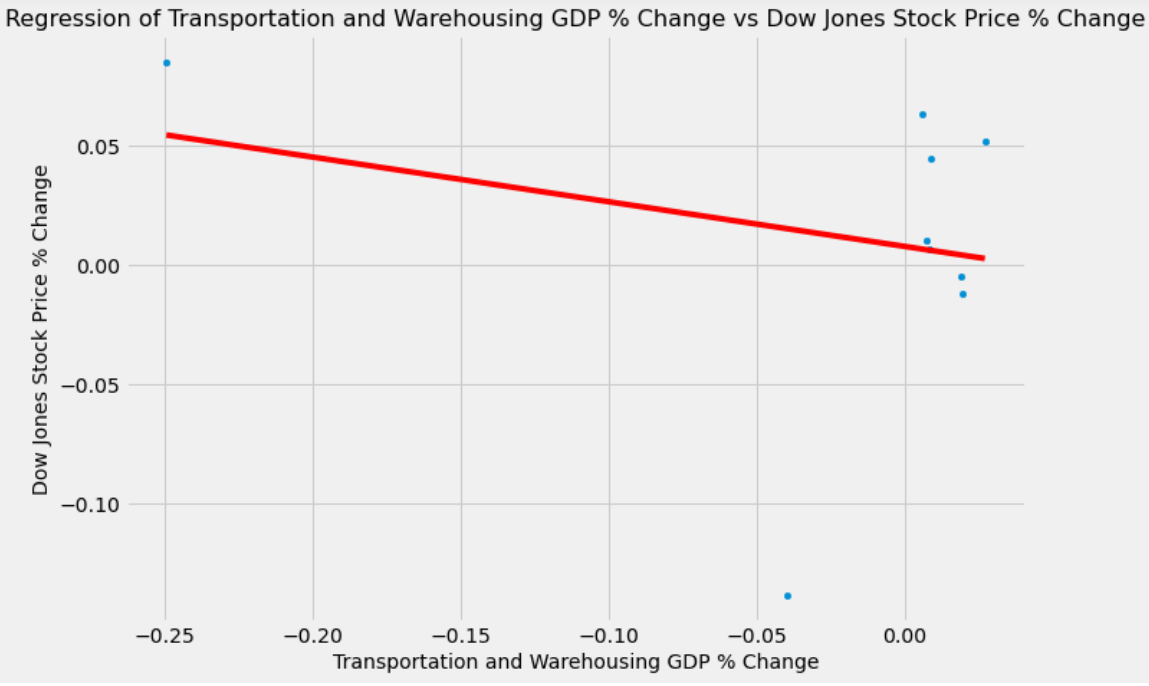 Regression of Transportation and Warehousing GDP % Change vs Dow Jones Stock Price % Change
Dow Jones Stock Price % Change
0.05
0.00
−0.05
−0.10
−0.25 −0.20 −0.15 −0.10 −0.05 0.00
Transportation and Warehousing GDP % Change